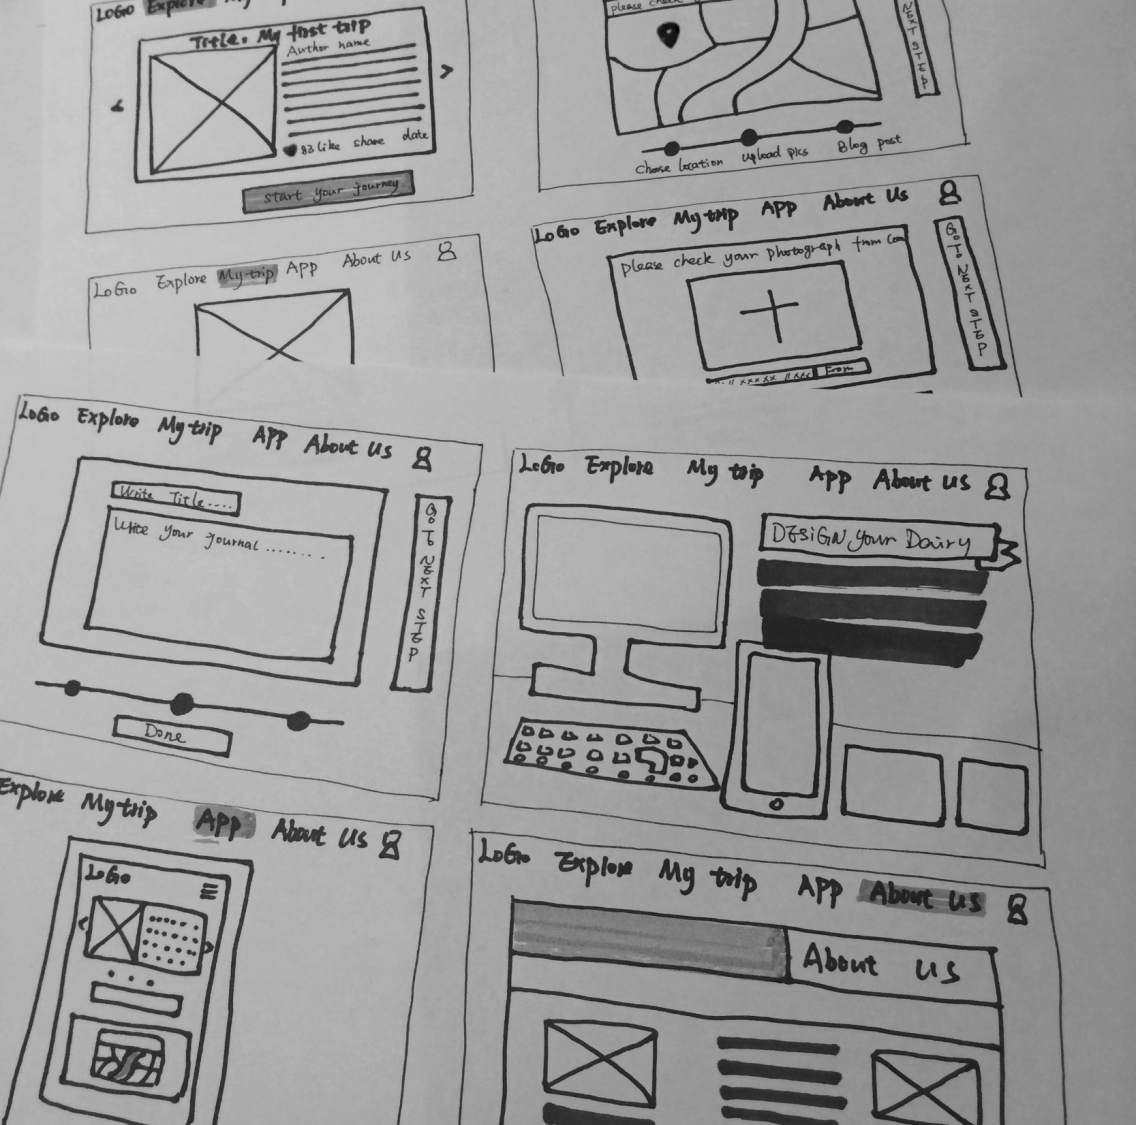 LoGo Explore
Title. My first trip
Author name
83 like share date
Start your journey
please check
NEXT STEP
Chose location Upload pics Blog post
LoGo Explore My trip App About Us
LoGo Explore My trip APP About Us
please check your photograph from com
GoTo NEXT STEP
From
LoGo Explore My trip APP About Us
Write Title....
Write your journal ........
GoTo NEXT STEP
Done
LoGo Explore My trip App About us
DESiGN your Dairy
Explore My trip App About us
LoGo
LoGo Explore My trip APP About us
About us